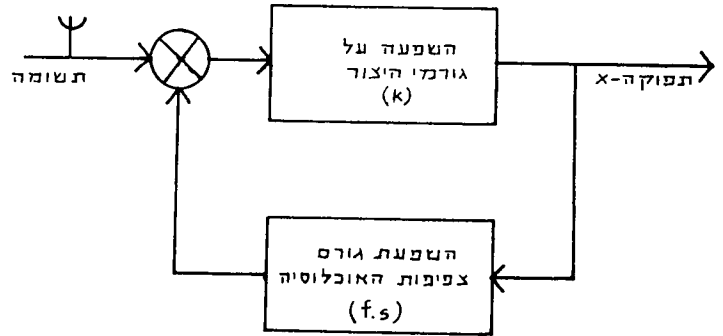 השפעה על
גורמי היצור
(k)
תשומה
תפוקה-x
השפעת גורם
צפיפות האוכלוסיה
(f.s)